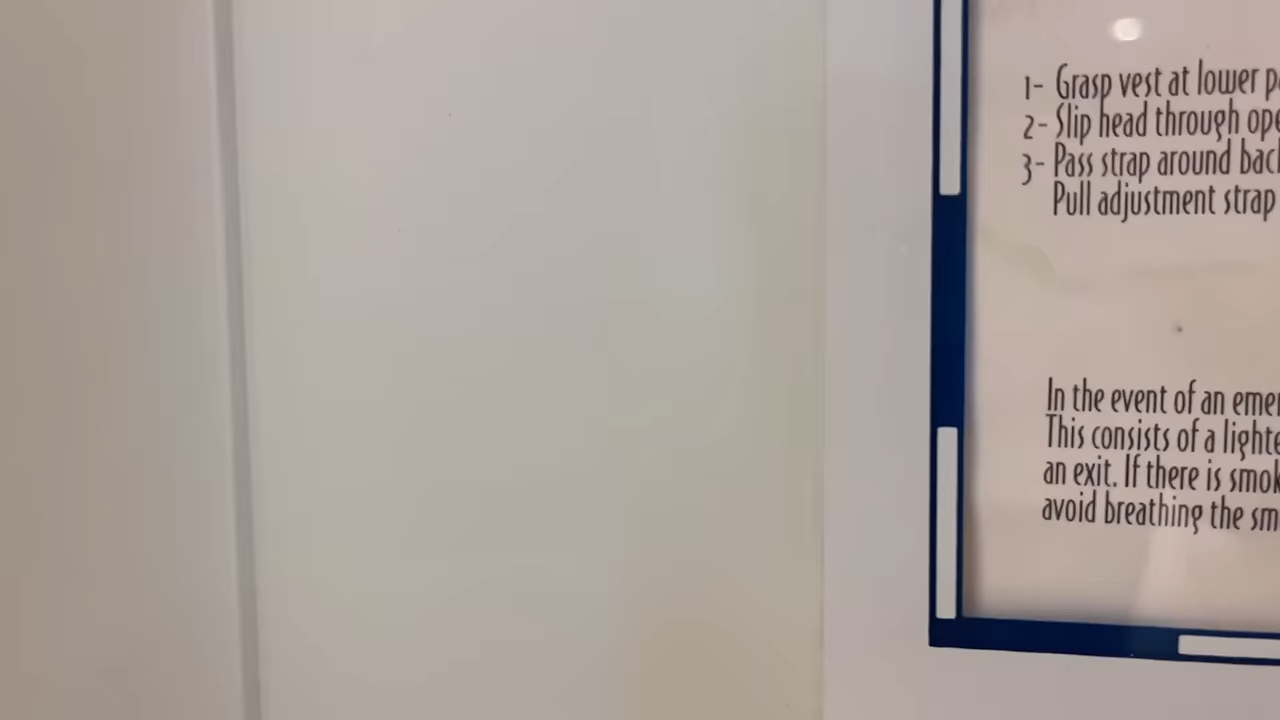 1- Grasp vest at lower
2- Slip head through
3- Pass strap around
Pull adjustment strap
In the event of an
This consists of a
an exit. If there is
avoid breathing the